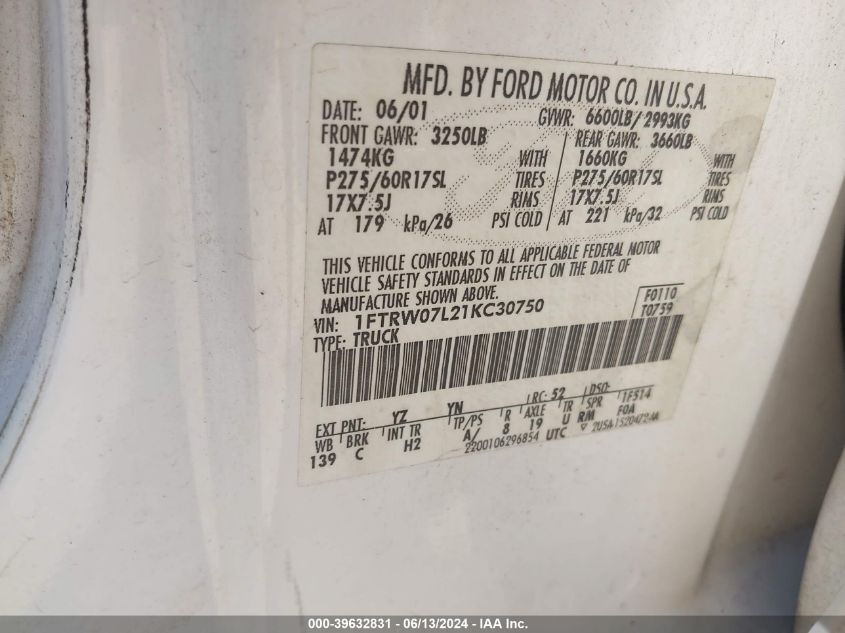 MFD. BY FORD MOTOR CO. IN U.S.A.
DATE: 06/01 GVWR: 6600LB/2993KG
FRONT GAWR: 3250LB REAR GAWR: 3660LB
1474KG WITH 1660KG WITH
P275/60R17SL TIRES P275/60R17SL TIRES
17X7.5J RIMS 17X7.5J RIMS
AT 179 kPa/26 PSI COLD AT 221 kPa/32 PSI COLD
THIS VEHICLE CONFORMS TO ALL APPLICABLE FEDERAL MOTOR
VEHICLE SAFETY STANDARDS IN EFFECT ON THE DATE OF
MANUFACTURE SHOWN ABOVE.
VIN: 1FTRW07L21KC30750 F0110
TYPE: TRUCK T0759
EXT PNT: YZ YN RC: 52 DSO:
WB BRK INT TR TP/PS R AXLE TR SPR 1F514
139 C H2 A/ 8 19 U RM FOA
2200106296854 UTC
000-39632831 - 06/13/2024 - IAA Inc.